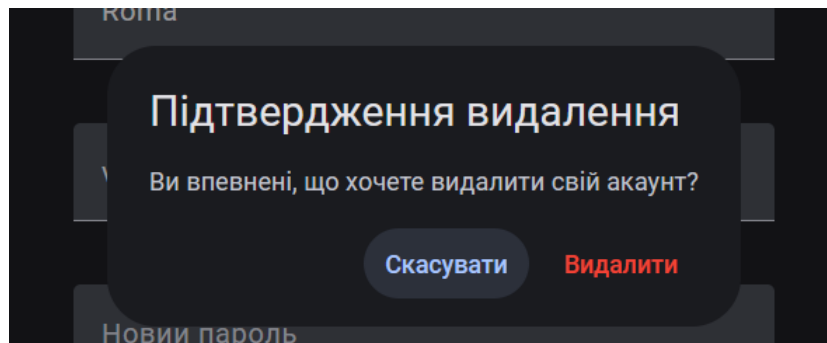 Roma
Підтвердження видалення
Ви впевнені, що хочете видалити свій акаунт?
Скасувати
Видалити
Новий пароль